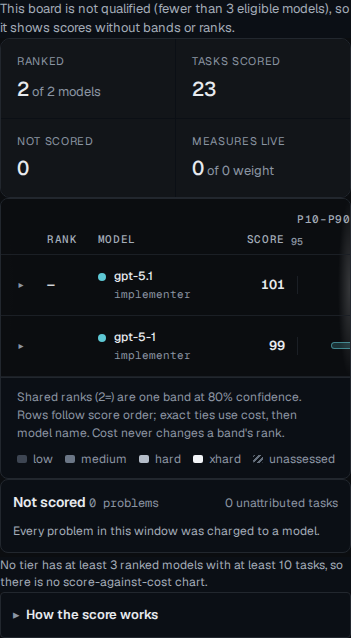 This board is not qualified (fewer than 3 eligible models), so
it shows scores without bands or ranks.
RANKED
2 of 2 models
TASKS SCORED
23
NOT SCORED
0
MEASURES LIVE
0 of 0 weight
P10-P90
RANK MODEL SCORE 95
▸ – gpt-5.1 101
implementer
▸ gpt-5-1 99
implementer
Shared ranks (2=) are one band at 80% confidence.
Rows follow score order; exact ties use cost, then
model name. Cost never changes a band's rank.
low medium hard xhard unassessed
Not scored 0 problems 0 unattributed tasks
Every problem in this window was charged to a model.
No tier has at least 3 ranked models with at least 10 tasks, so
there is no score-against-cost chart.
▸ How the score works